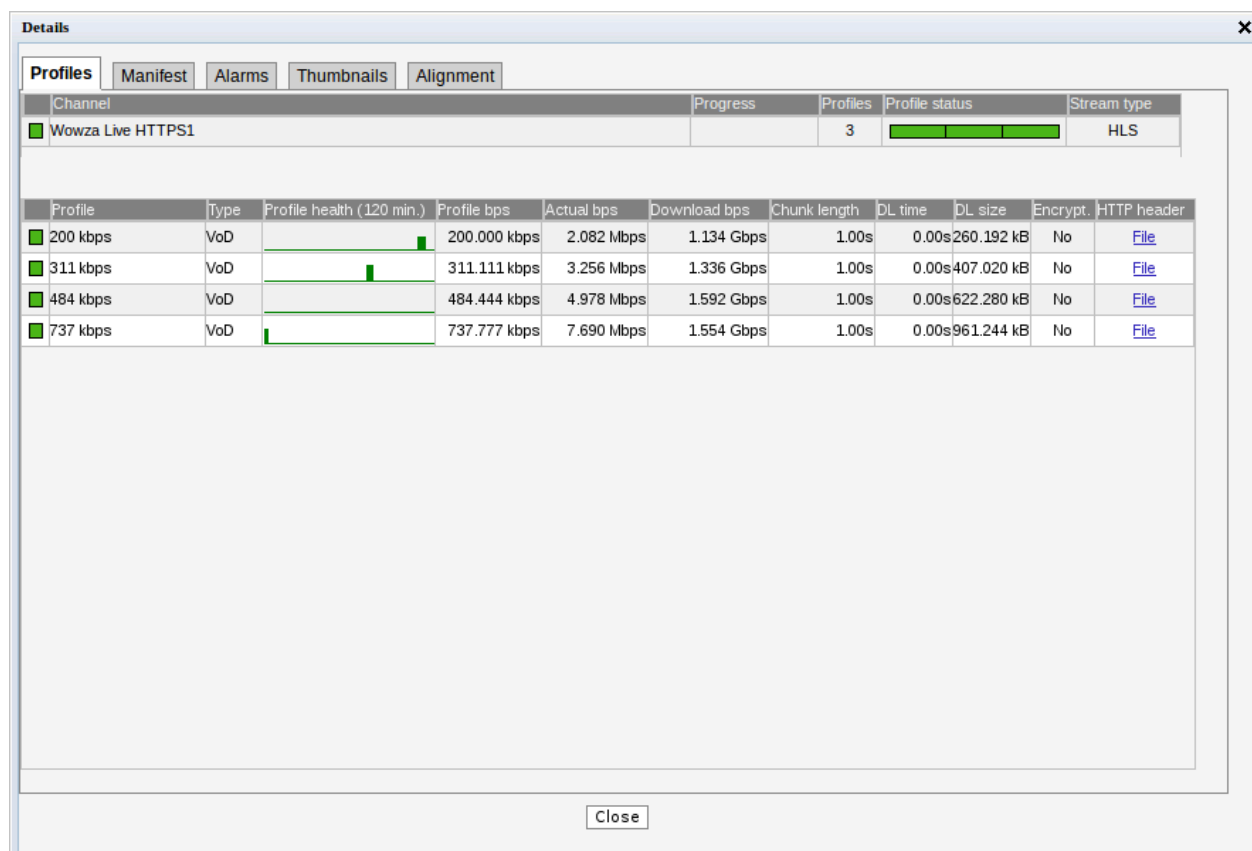 Details
Profiles Manifest Alarms Thumbnails Alignment
Channel Progress Profiles Profile status Stream type
Wowza Live HTTPS1 3 HLS
Profile Type Profile health (120 min.) Profile bps Actual bps Download bps Chunk length DL time DL size Encrypt. HTTP header
200 kbps VoD 200.000 kbps 2.082 Mbps 1.134 Gbps 1.00s 0.00s 260.192 kB No File
311 kbps VoD 311.111 kbps 3.256 Mbps 1.336 Gbps 1.00s 0.00s 407.020 kB No File
484 kbps VoD 484.444 kbps 4.978 Mbps 1.592 Gbps 1.00s 0.00s 622.280 kB No File
737 kbps VoD 737.777 kbps 7.690 Mbps 1.554 Gbps 1.00s 0.00s 961.244 kB No File
Close